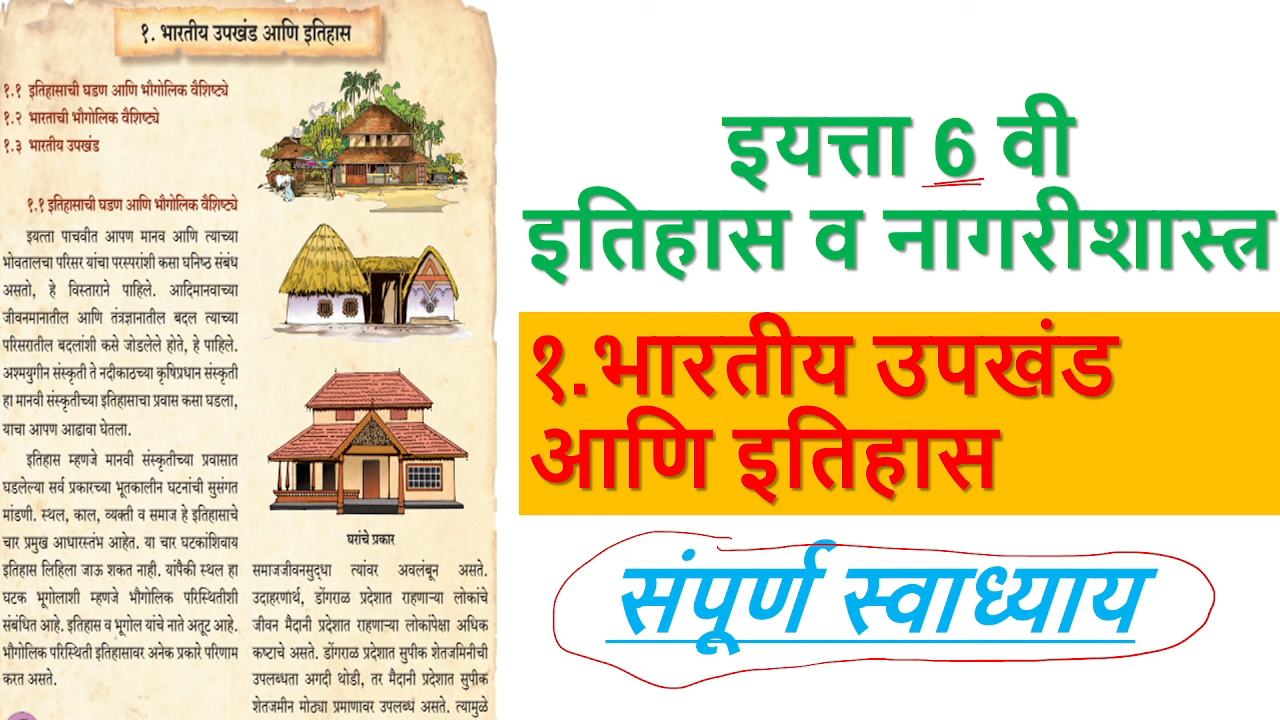 १. भारतीय उपखंड आणि इतिहास
१.१ इतिहासाची घडण आणि भौगोलिक वैशिष्ट्ये
१.२ भारताची भौगोलिक वैशिष्ट्ये
१.३ भारतीय उपखंड
१.१ इतिहासाची घडण आणि भौगोलिक वैशिष्ट्ये
इयत्ता पाचवीत आपण मानव आणि त्याच्या
भोवतालचा परिसर यांचा परस्परांशी कसा घनिष्ठ संबंध
असतो, हे विस्ताराने पाहिले. आदिमानवाच्या
जीवनमानातील आणि तंत्रज्ञानातील बदल त्याच्या
परिसरातील बदलांशी कसे जोडलेले होते, हे पाहिले.
अश्मयुगीन संस्कृती ते नदीकाठच्या कृषिप्रधान संस्कृती
हा मानवी संस्कृतीच्या इतिहासाचा प्रवास कसा घडला,
याचा आपण आढावा घेतला.
इतिहास म्हणजे मानवी संस्कृतीच्या प्रवासात
घडलेल्या सर्व प्रकारच्या भूतकालीन घटनांची सुसंगत
मांडणी. स्थल, काल, व्यक्ती व समाज हे इतिहासाचे
चार प्रमुख आधारस्तंभ आहेत. या चार घटकांशिवाय
इतिहास लिहिला जाऊ शकत नाही. यांपैकी स्थल हा
घटक भूगोलाशी म्हणजे भौगोलिक परिस्थितीशी
संबंधित आहे. इतिहास व भूगोल यांचे नाते अतूट आहे.
भौगोलिक परिस्थिती इतिहासावर अनेक प्रकारे परिणाम
करत असते.
घरांचे प्रकार
समाजजीवनसुद्धा त्यांवर अवलंबून असते.
उदाहरणार्थ, डोंगराळ प्रदेशात राहणाऱ्या लोकांचे
जीवन मैदानी प्रदेशात राहणाऱ्या लोकांपेक्षा अधिक
कष्टाचे असते. डोंगराळ प्रदेशात सुपीक शेतजमिनीची
उपलब्धता अगदी थोडी, तर मैदानी प्रदेशात सुपीक
शेतजमीन मोठ्या प्रमाणावर उपलब्ध असते. त्यामुळे
इयत्ता 6 वी
इतिहास व नागरीशास्त्र
१.भारतीय उपखंड
आणि इतिहास
संपूर्ण स्वाध्याय